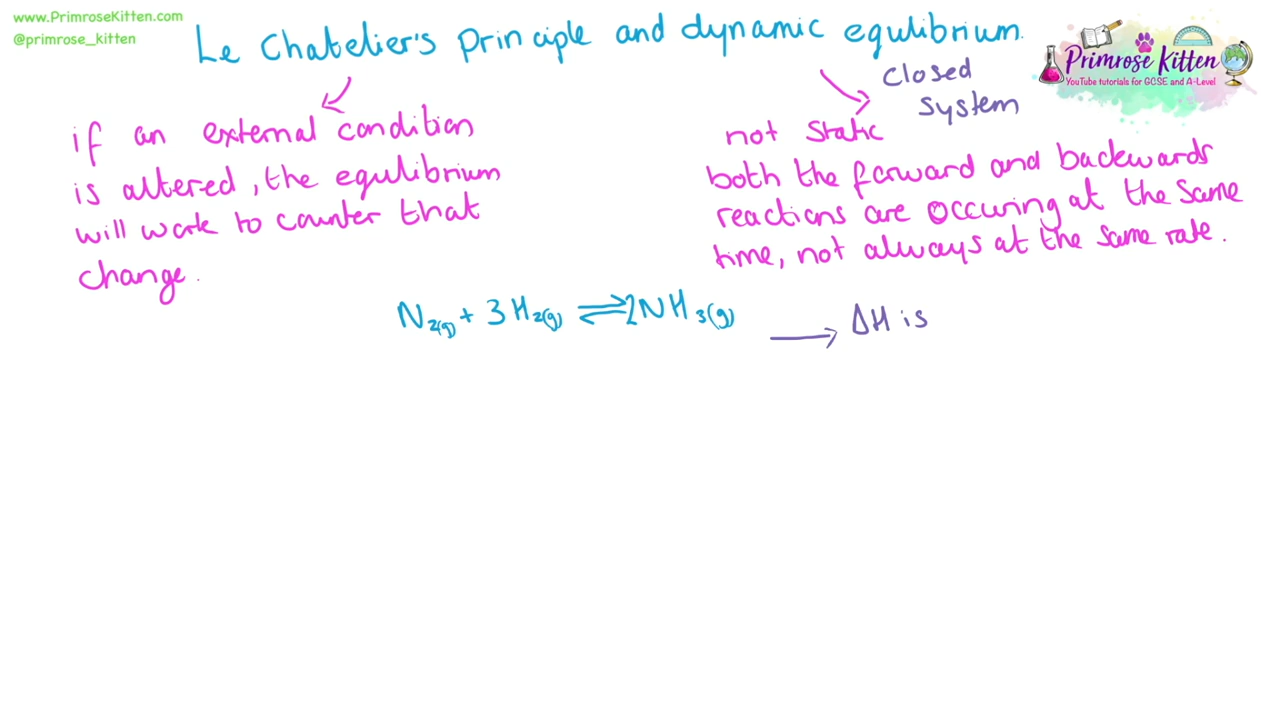 www.PrimroseKitten.com
@primrose_kitten
Le Chatelier's principle and dynamic equlibrium.
Primrose Kitten
YouTube tutorials for GCSE and A-Level
if an external condition
is altered, the equlibrium
will work to counter that
change.
closed
system
not static
both the forward and backwards
reactions are occuring at the same
time, not always at the same rate.
N2(g) + 3H2(g) ⇌ 2NH3(g) → ΔH is